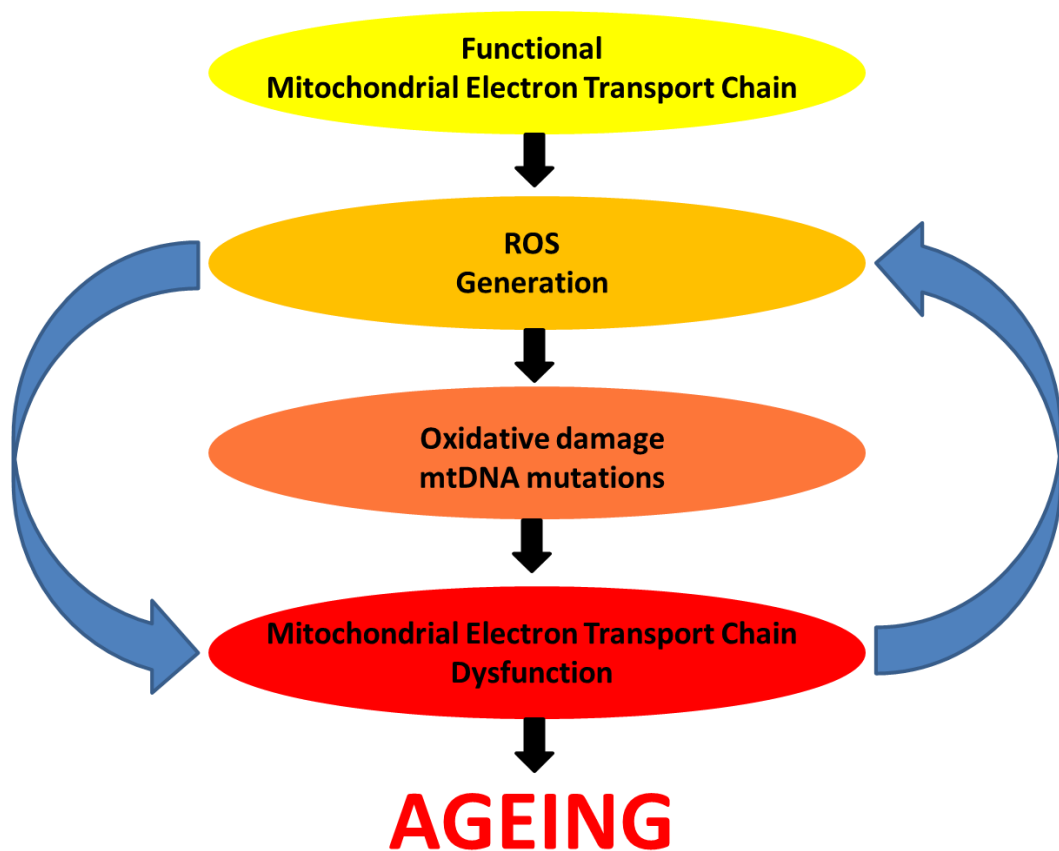 Functional
Mitochondrial Electron Transport Chain
ROS
Generation
Oxidative damage
mtDNA mutations
Mitochondrial Electron Transport Chain
Dysfunction
AGEING